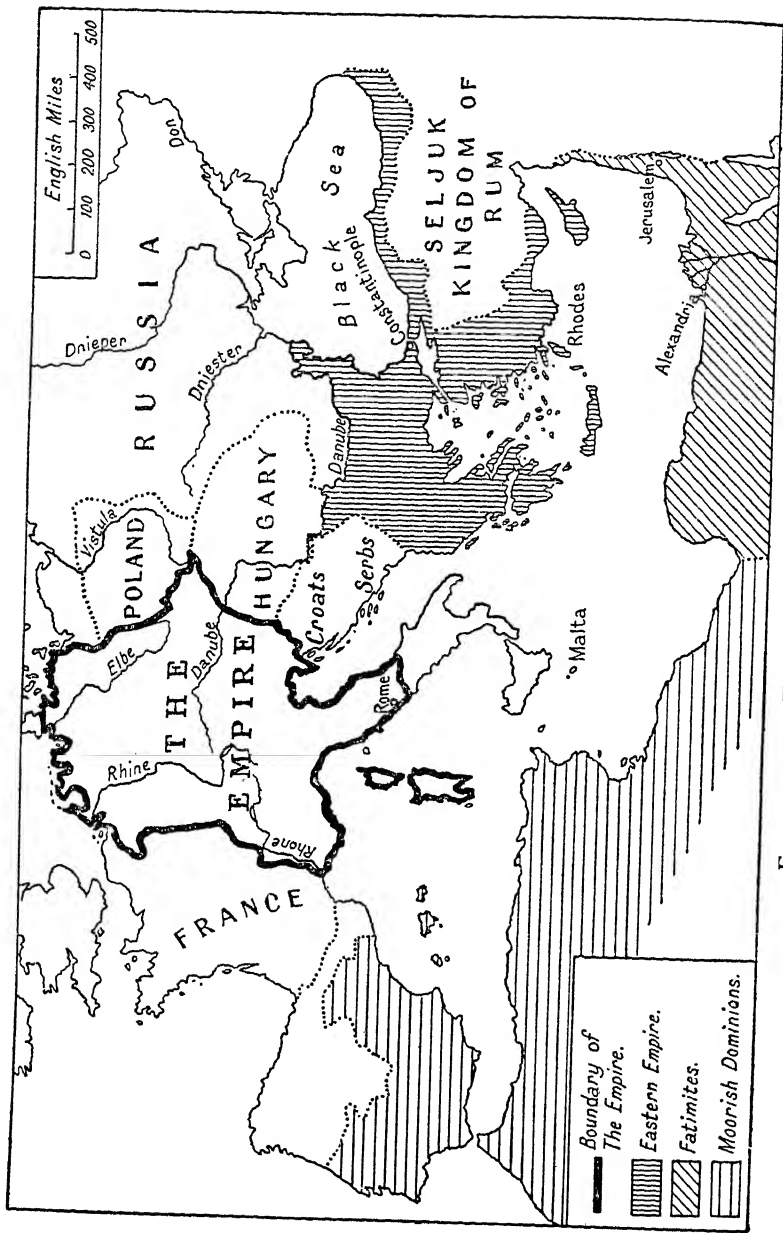 English Miles
0 100 200 300 400 500
RUSSIA
Don
Dnieper
Dniester
Vistula
POLAND
HUNGARY
Elbe
THE
EMPIRE
Danube
Rhine
Rhone
FRANCE
Croats
Serbs
Danube
Black Sea
Constantinople
SELJUK
KINGDOM OF
RUM
Rome
Malta
Rhodes
Jerusalem
Alexandria
Boundary of
The Empire.
Eastern Empire.
Fatimites.
Moorish Dominions.